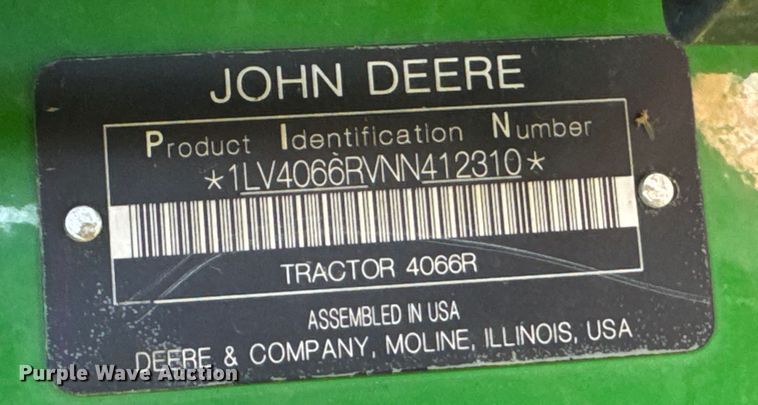 JOHN DEERE
Product Identification Number
*1LV4066RVNN412310*
TRACTOR 4066R
ASSEMBLED IN USA
DEERE & COMPANY, MOLINE, ILLINOIS, USA
Purple Wave Auction